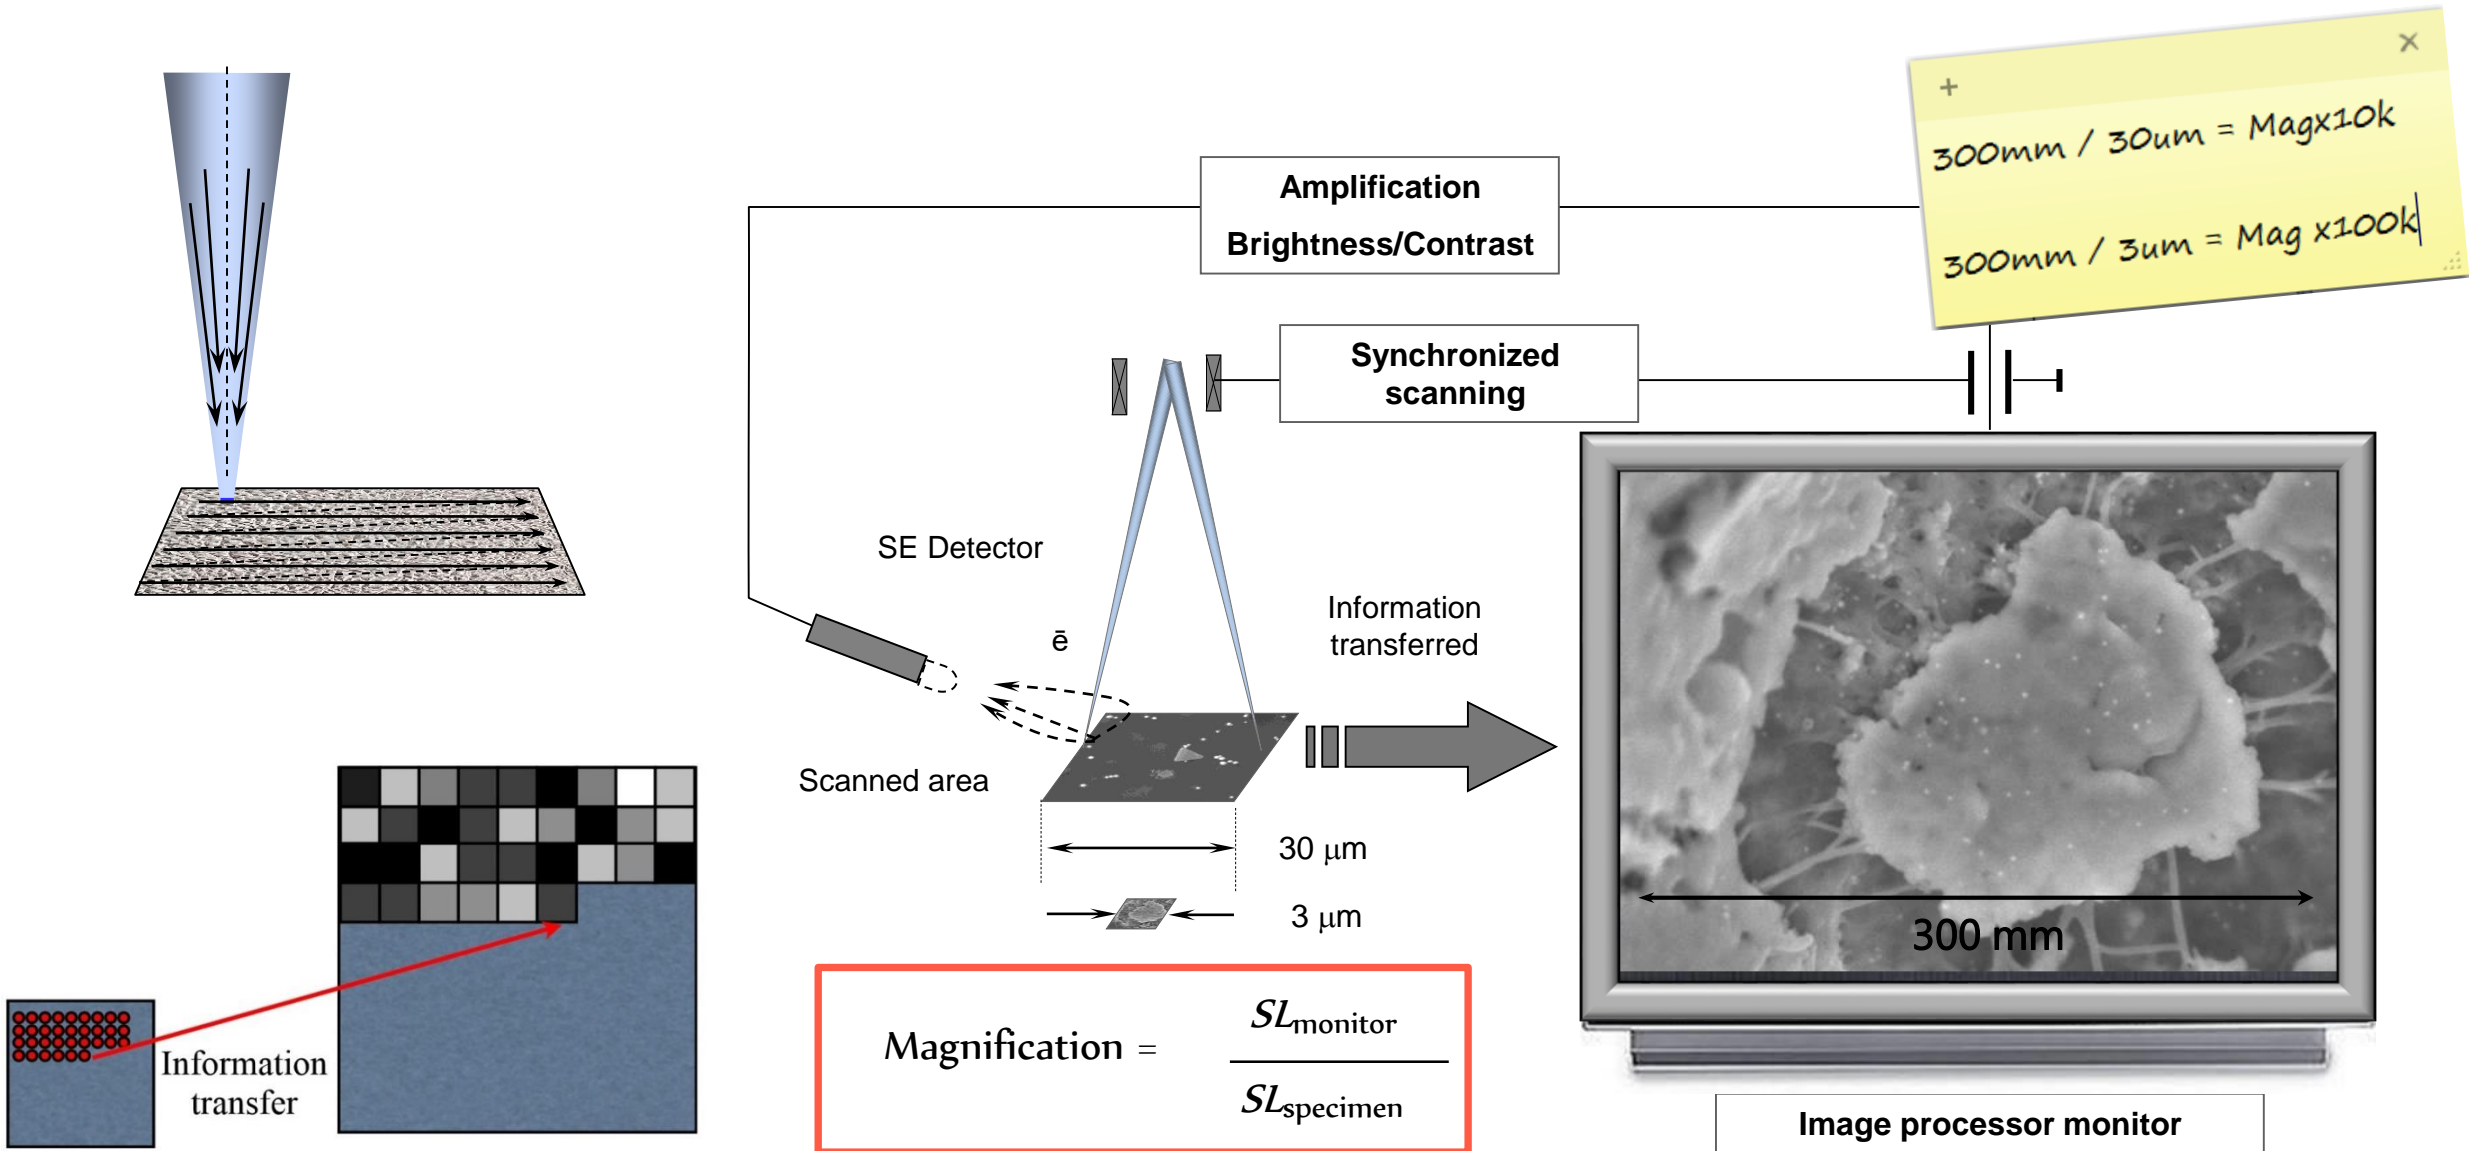 +
×
300mm / 30um = Magx10k
300mm / 3um = Mag x100k
Amplification
Brightness/Contrast
Synchronized
scanning
SE Detector
ē
Information
transferred
Scanned area
30 μm
3 μm
300 mm
Information
transfer
Magnification = SLmonitor
SLspecimen
Image processor monitor